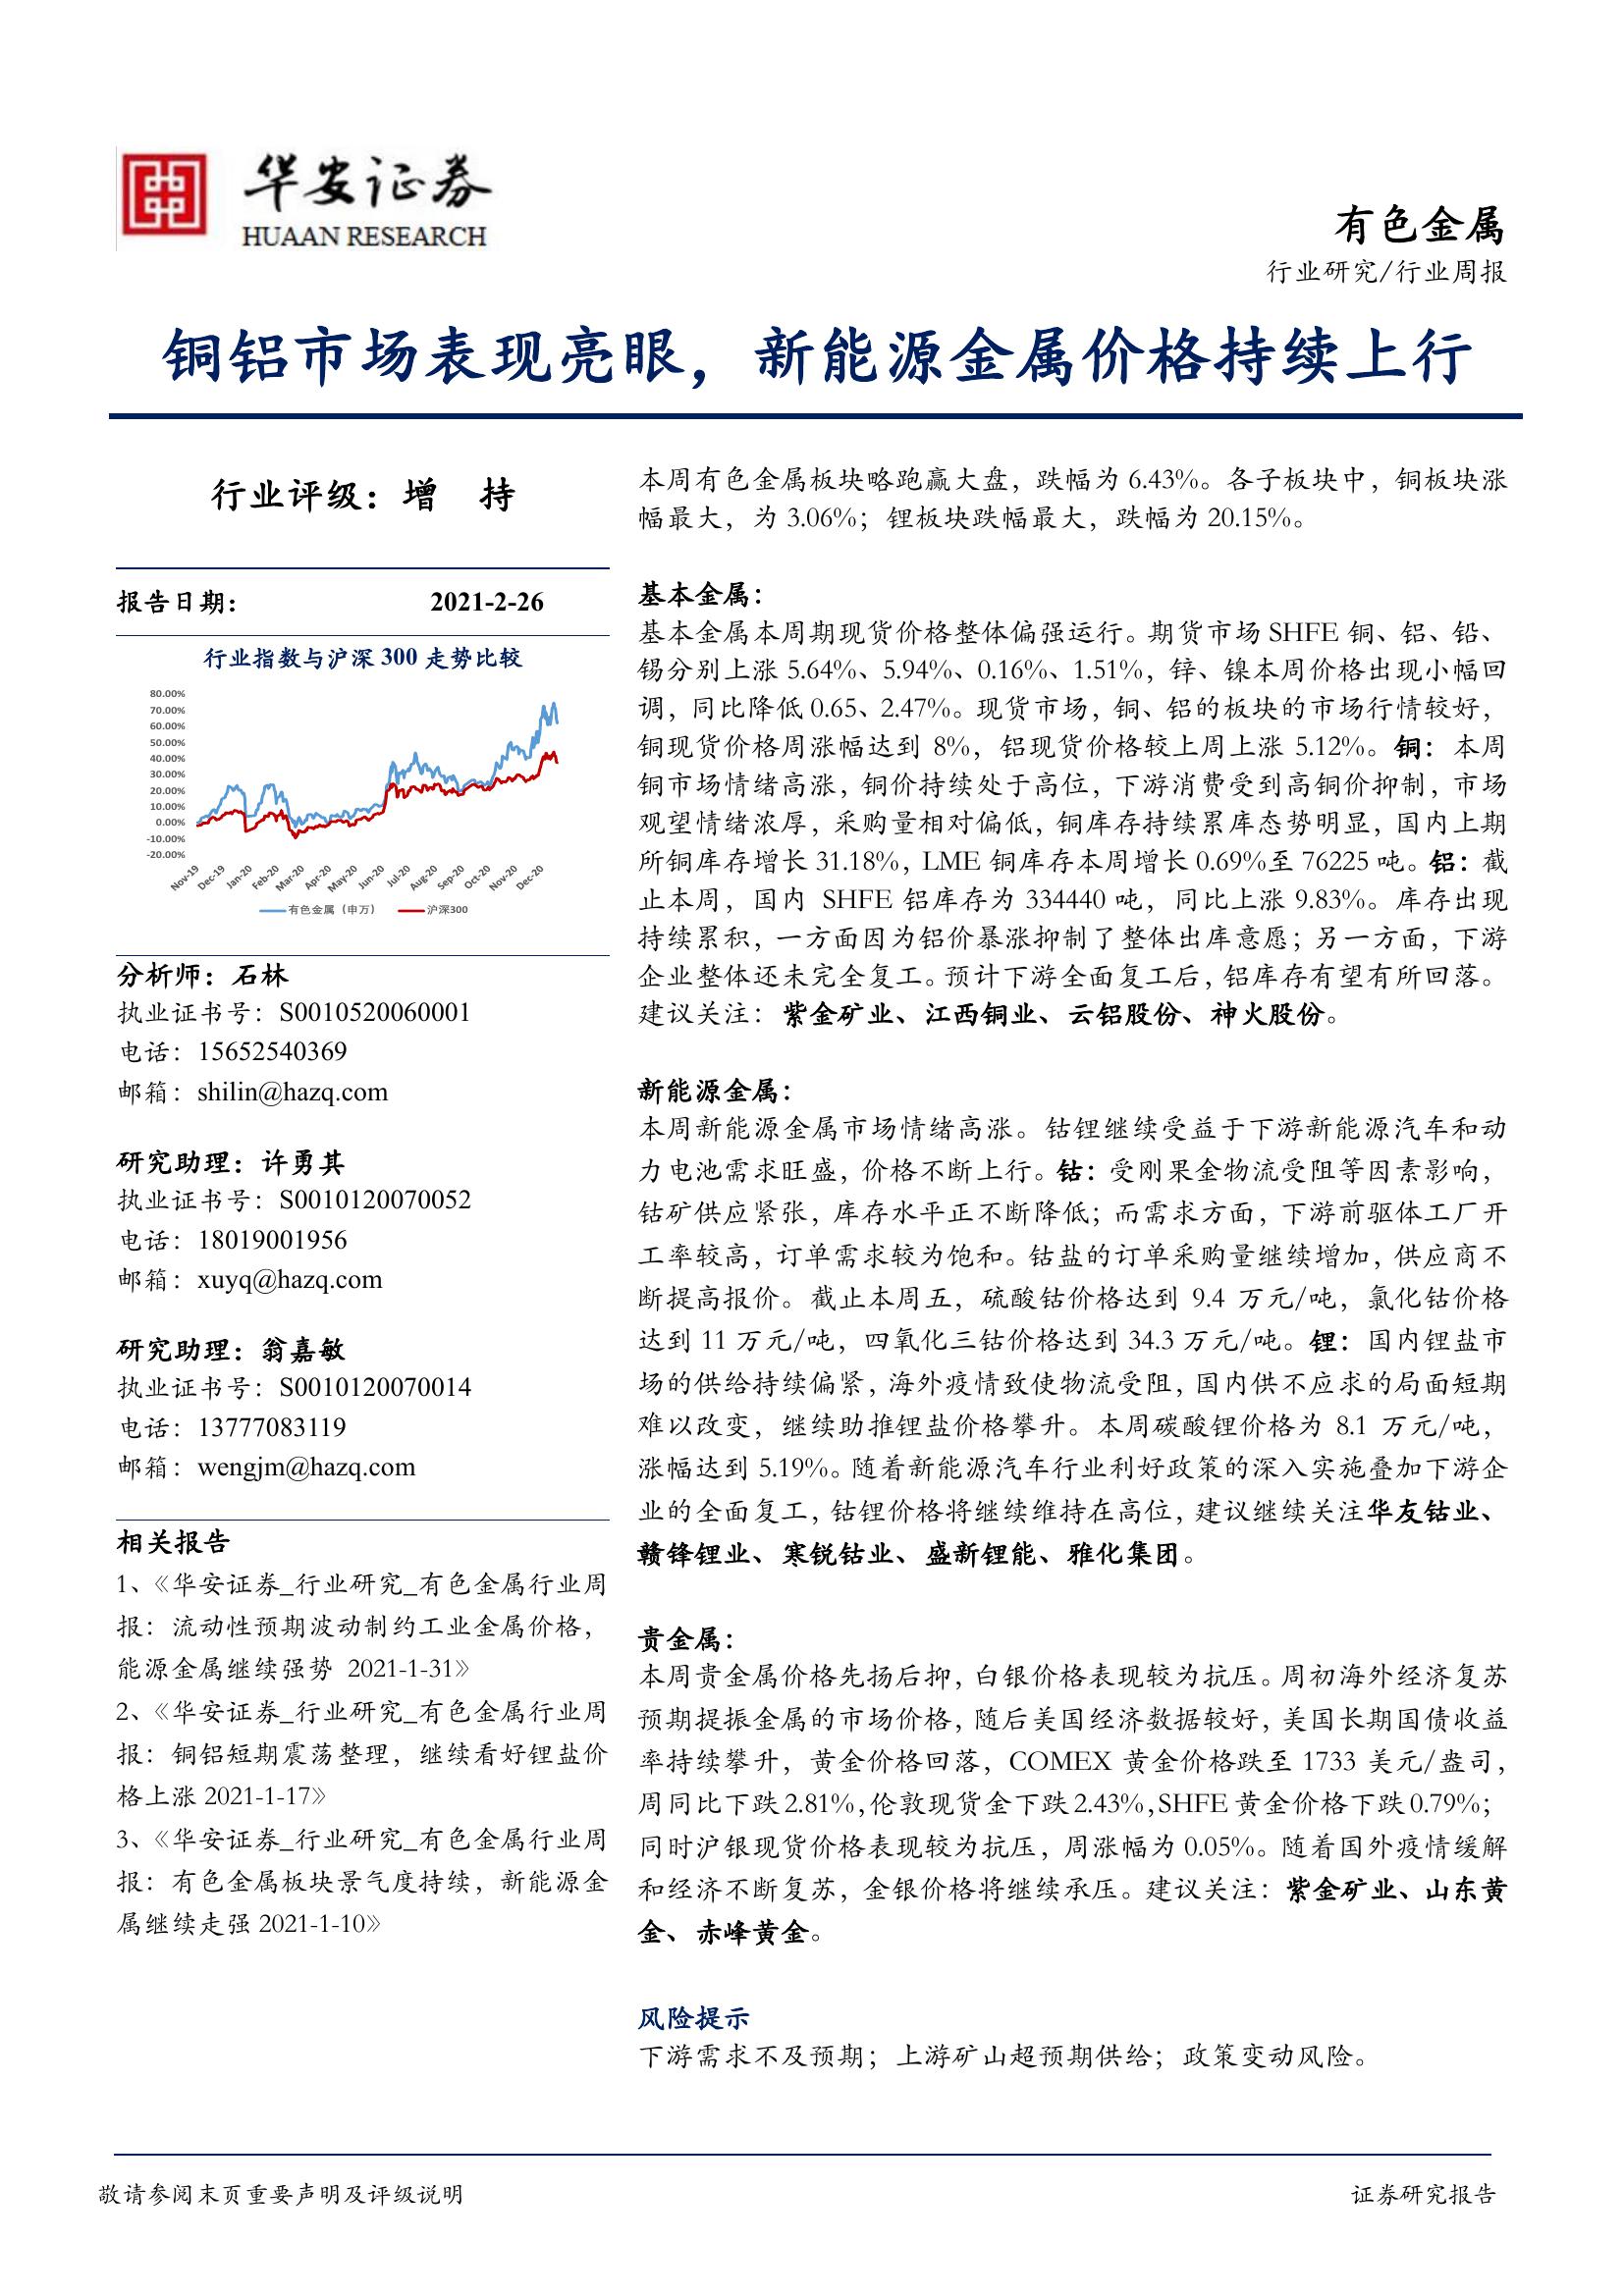 华安证券
HUAAN RESEARCH
有色金属
行业研究/行业周报
铜铝市场表现亮眼，新能源金属价格持续上行
行业评级：增 持
报告日期： 2021-2-26
行业指数与沪深 300 走势比较
80.00%
70.00%
60.00%
50.00%
40.00%
30.00%
20.00%
10.00%
0.00%
-10.00%
-20.00%
Nov-19 Dec-19 Jan-20 Feb-20 Mar-20 Apr-20 May-20 Jun-20 Jul-20 Aug-20 Sep-20 Oct-20 Nov-20 Dec-20
有色金属（申万） 沪深300
分析师：石林
执业证书号：S0010520060001
电话：15652540369
邮箱：shilin@hazq.com
研究助理：许勇其
执业证书号：S0010120070052
电话：18019001956
邮箱：xuyq@hazq.com
研究助理：翁嘉敏
执业证书号：S0010120070014
电话：13777083119
邮箱：wengjm@hazq.com
相关报告
1、《华安证券_行业研究_有色金属行业周
报：流动性预期波动制约工业金属价格，
能源金属继续强势 2021-1-31》
2、《华安证券_行业研究_有色金属行业周
报：铜铝短期震荡整理，继续看好锂盐价
格上涨 2021-1-17》
3、《华安证券_行业研究_有色金属行业周
报：有色金属板块景气度持续，新能源金
属继续走强 2021-1-10》
本周有色金属板块略跑赢大盘，跌幅为 6.43%。各子板块中，铜板块涨
幅最大，为 3.06%；锂板块跌幅最大，跌幅为 20.15%。
基本金属：
基本金属本周期现货价格整体偏强运行。期货市场 SHFE 铜、铝、铅、
锡分别上涨 5.64%、5.94%、0.16%、1.51%，锌、镍本周价格出现小幅回
调，同比降低 0.65、2.47%。现货市场，铜、铝的板块的市场行情较好，
铜现货价格周涨幅达到 8%，铝现货价格较上周上涨 5.12%。铜：本周
铜市场情绪高涨，铜价持续处于高位，下游消费受到高铜价抑制，市场
观望情绪浓厚，采购量相对偏低，铜库存持续累库态势明显，国内上期
所铜库存增长 31.18%，LME 铜库存本周增长 0.69%至 76225 吨。铝：截
止本周，国内 SHFE 铝库存为 334440 吨，同比上涨 9.83%。库存出现
持续累积，一方面因为铝价暴涨抑制了整体出库意愿；另一方面，下游
企业整体还未完全复工。预计下游全面复工后，铝库存有望有所回落。
建议关注：紫金矿业、江西铜业、云铝股份、神火股份。
新能源金属：
本周新能源金属市场情绪高涨。钴锂继续受益于下游新能源汽车和动
力电池需求旺盛，价格不断上行。钴：受刚果金物流受阻等因素影响，
钴矿供应紧张，库存水平正不断降低；而需求方面，下游前驱体工厂开
工率较高，订单需求较为饱和。钴盐的订单采购量继续增加，供应商不
断提高报价。截止本周五，硫酸钴价格达到 9.4 万元/吨，氯化钴价格
达到 11 万元/吨，四氧化三钴价格达到 34.3 万元/吨。锂：国内锂盐市
场的供给持续偏紧，海外疫情致使物流受阻，国内供不应求的局面短期
难以改变，继续助推锂盐价格攀升。本周碳酸锂价格为 8.1 万元/吨，
涨幅达到 5.19%。随着新能源汽车行业利好政策的深入实施叠加下游企
业的全面复工，钴锂价格将继续维持在高位，建议继续关注华友钴业、
赣锋锂业、寒锐钴业、盛新锂能、雅化集团。
贵金属：
本周贵金属价格先扬后抑，白银价格表现较为抗压。周初海外经济复苏
预期提振金属的市场价格，随后美国经济数据较好，美国长期国债收益
率持续攀升，黄金价格回落，COMEX 黄金价格跌至 1733 美元/盎司，
周同比下跌 2.81%，伦敦现货金下跌 2.43%，SHFE 黄金价格下跌 0.79%；
同时沪银现货价格表现较为抗压，周涨幅为 0.05%。随着国外疫情缓解
和经济不断复苏，金银价格将继续承压。建议关注：紫金矿业、山东黄
金、赤峰黄金。
风险提示
下游需求不及预期；上游矿山超预期供给；政策变动风险。
敬请参阅末页重要声明及评级说明
证券研究报告